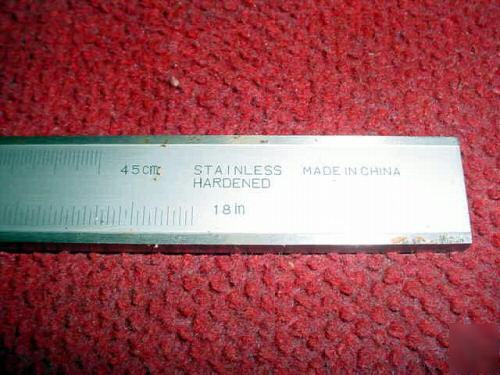 45cm STAINLESS MADE IN CHINA
HARDENED
18in